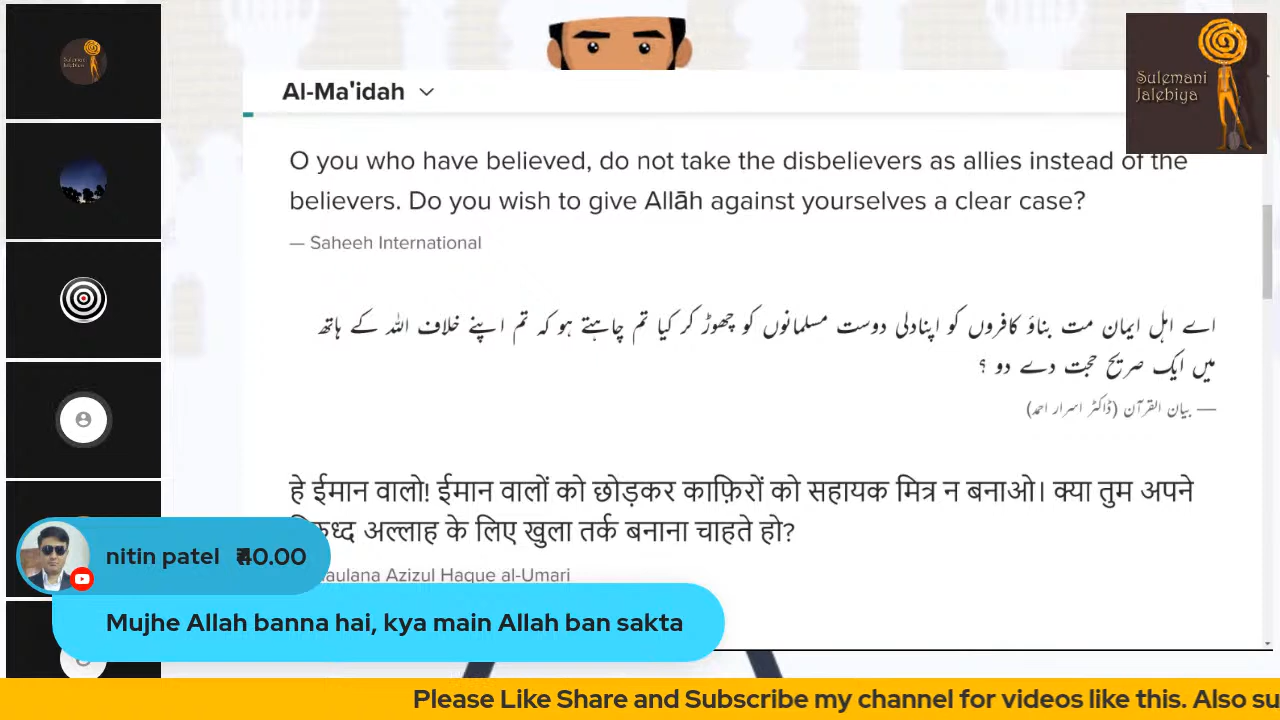 Sulemani
Jalebiya
Al-Ma'idah
O you who have believed, do not take the disbelievers as allies instead of the
believers. Do you wish to give Allāh against yourselves a clear case?
— Saheeh International
اے اہل ایمان مت بناؤ کافروں کو اپنادلی دوست مسلمانوں کو چھوڑ کر کیا تم چاہتے ہو کہ تم اپنے خلاف اللہ کے ہاتھ
میں ایک صریح حجت دے دو ؟
— بیان القرآن (ڈاکٹر اسرار احمد)
हे ईमान वालो! ईमान वालों को छोड़कर काफ़िरों को सहायक मित्र न बनाओ। क्या तुम अपने
अल्लाह के लिए खुला तर्क बनाना चाहते हो?
Azizul Haque al-Umari
nitin patel ₹40.00
Mujhe Allah banna hai, kya main Allah ban sakta
Please Like Share and Subscribe my channel for videos like this. Also su